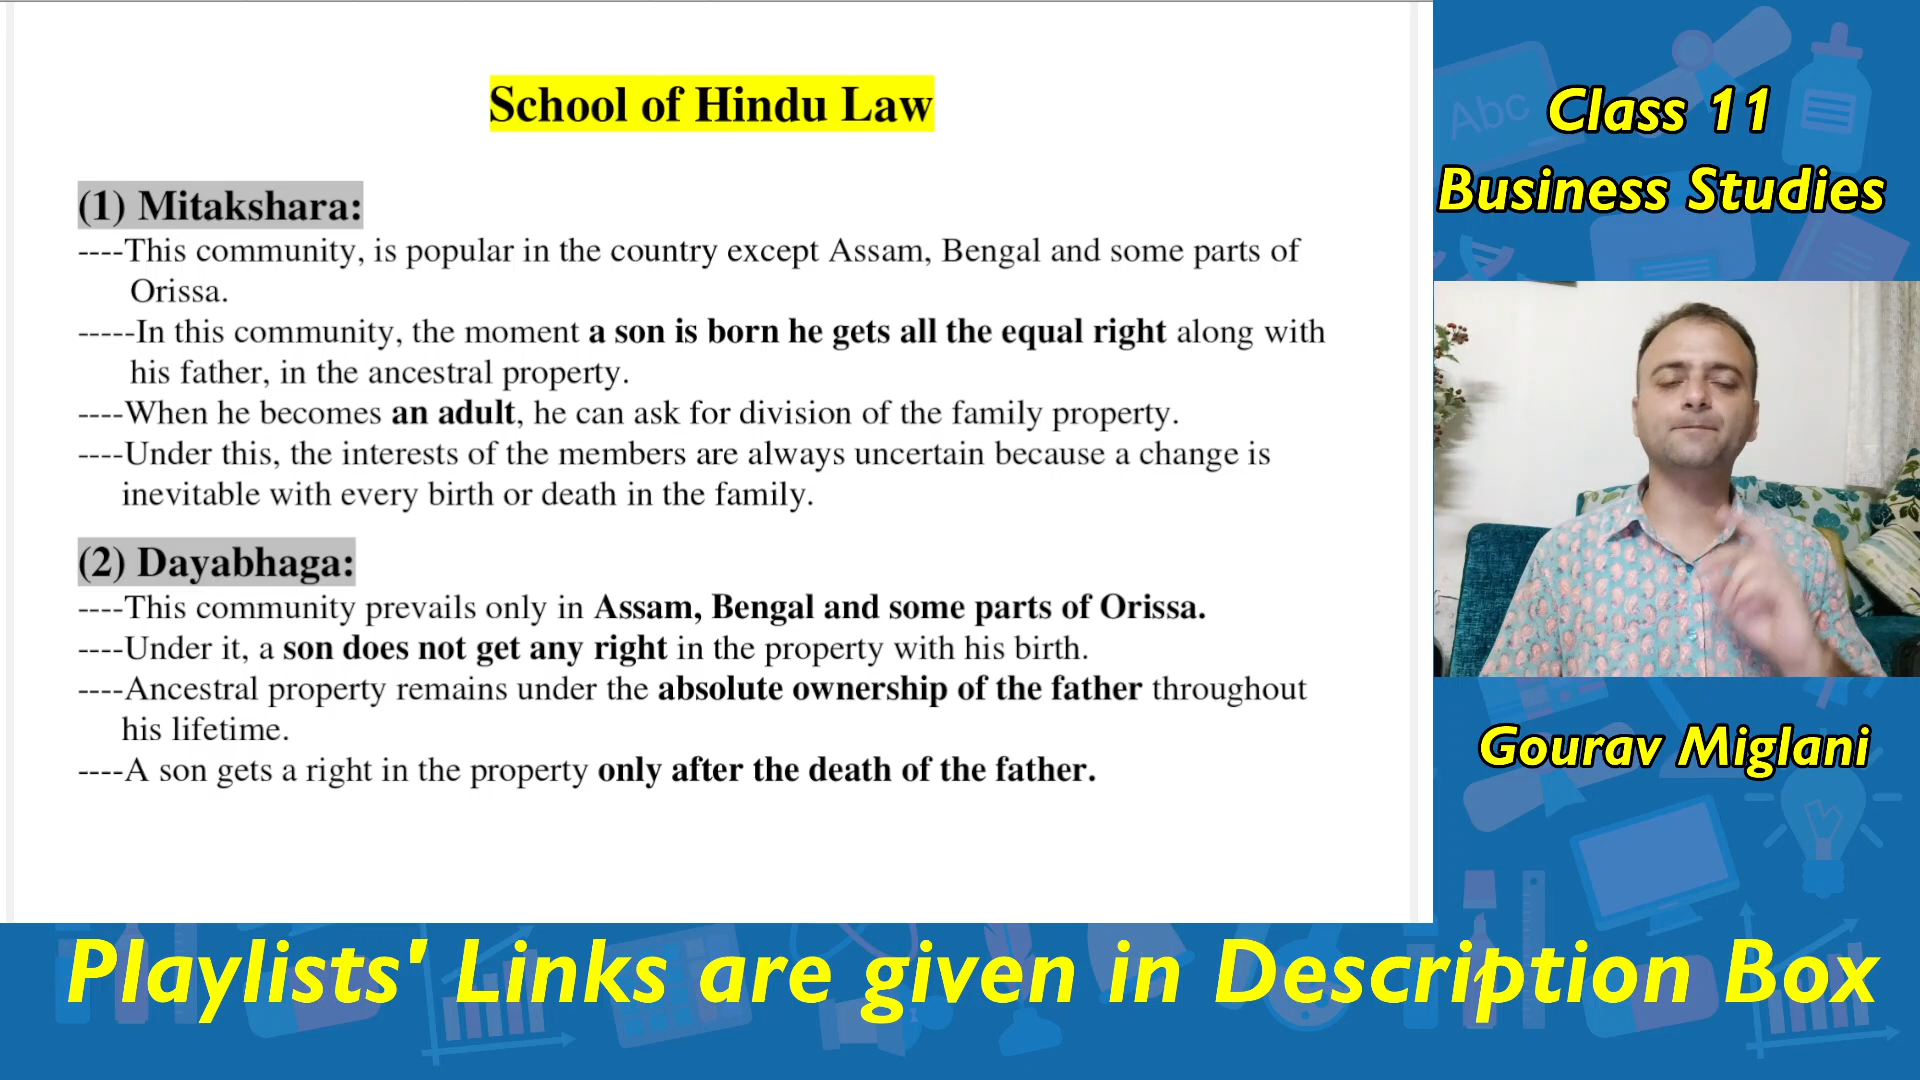 School of Hindu Law
(1) Mitakshara:
----This community, is popular in the country except Assam, Bengal and some parts of
Orissa.
-----In this community, the moment a son is born he gets all the equal right along with
his father, in the ancestral property.
----When he becomes an adult, he can ask for division of the family property.
----Under this, the interests of the members are always uncertain because a change is
inevitable with every birth or death in the family.
(2) Dayabhaga:
----This community prevails only in Assam, Bengal and some parts of Orissa.
----Under it, a son does not get any right in the property with his birth.
----Ancestral property remains under the absolute ownership of the father throughout
his lifetime.
----A son gets a right in the property only after the death of the father.
Abc
Class 11
Business Studies
Gourav Miglani
Playlists' Links are given in Description Box